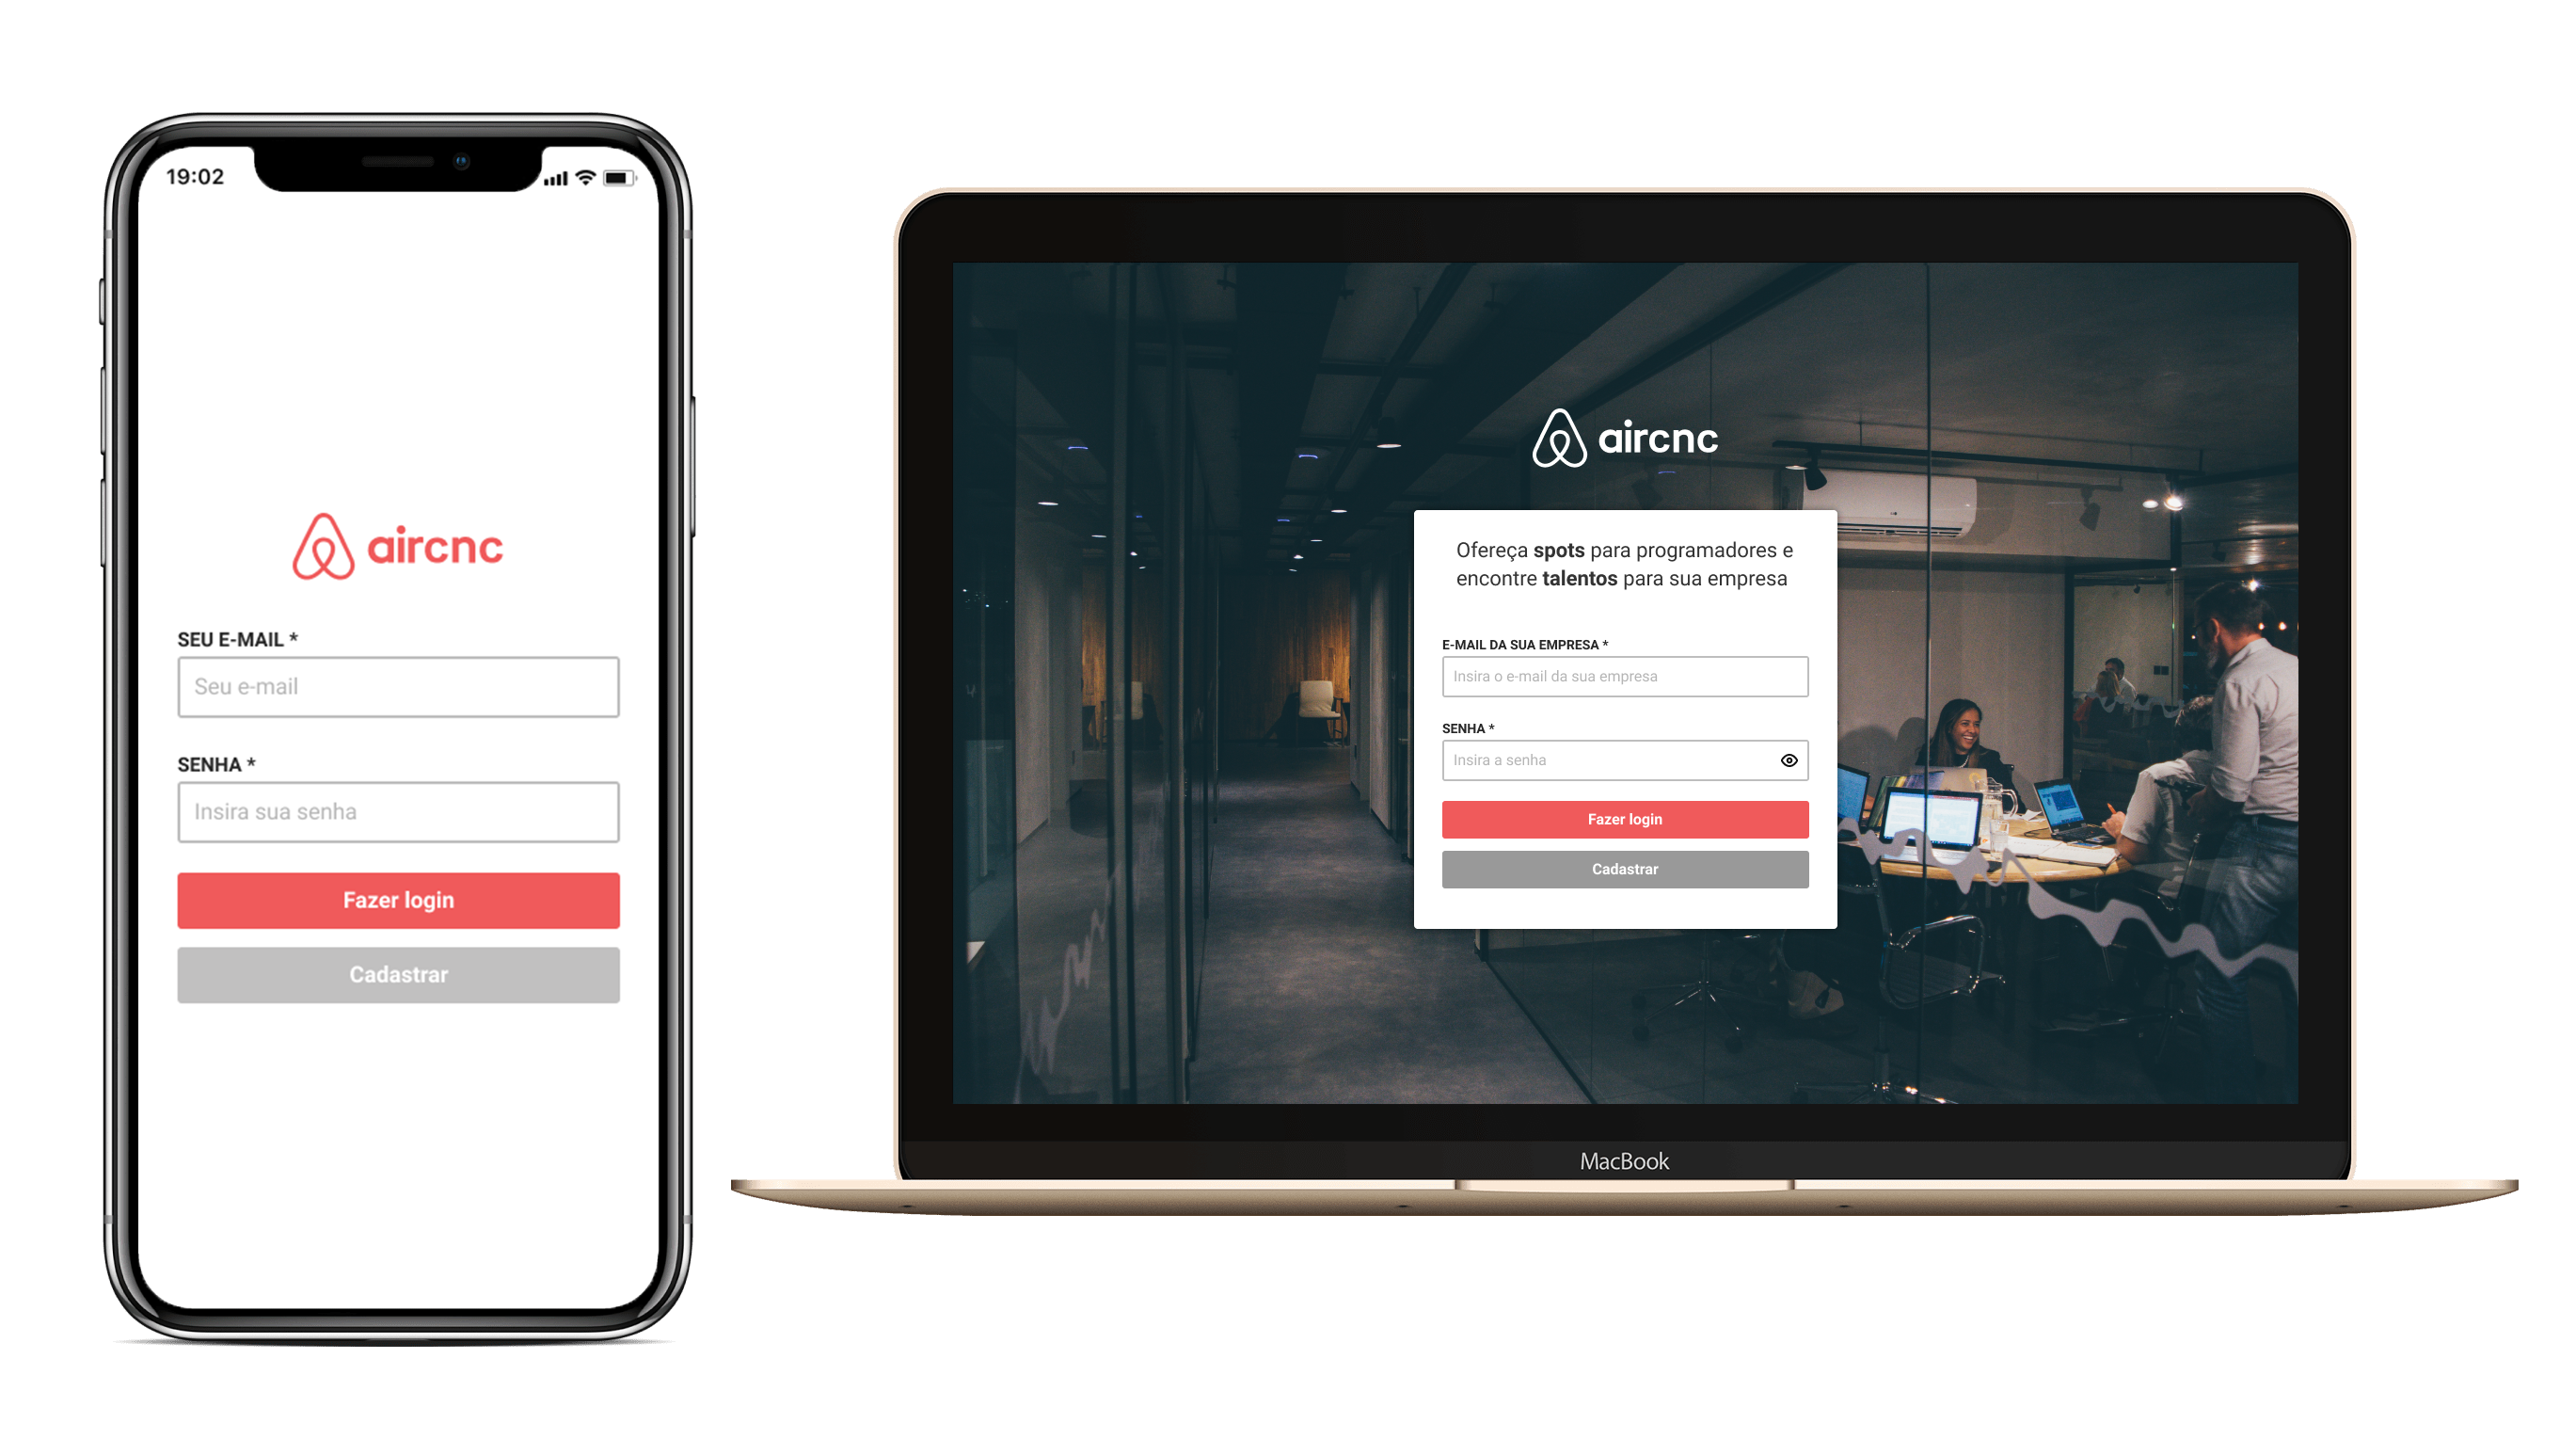 19:02
aircnc
SEU E-MAIL *
Seu e-mail
SENHA *
Insira sua senha
Fazer login
Cadastrar
aircnc
Ofereça spots para programadores e
encontre talentos para sua empresa
E-MAIL DA SUA EMPRESA *
Insira o e-mail da sua empresa
SENHA *
Insira a senha
Fazer login
Cadastrar
MacBook